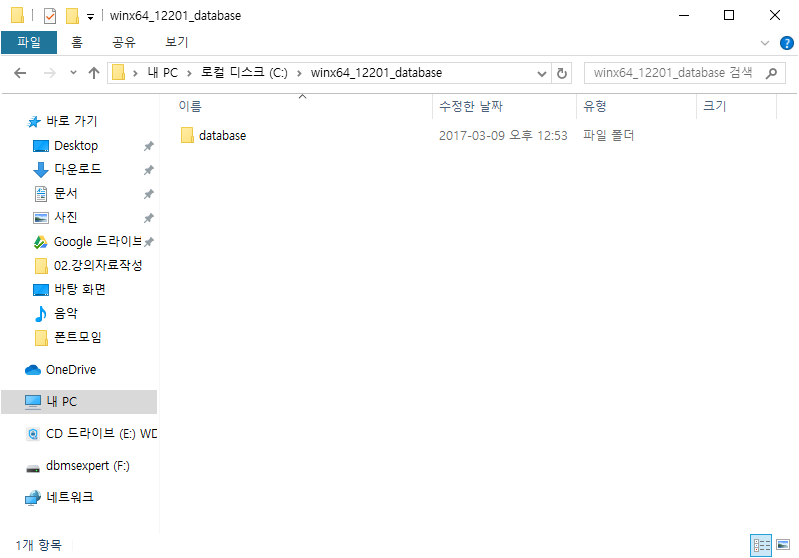 winx64_12201_database
파일 홈 공유 보기
내 PC > 로컬 디스크 (C:) > winx64_12201_database
winx64_12201_database 검색
이름 수정한 날짜 유형 크기
database 2017-03-09 오후 12:53 파일 폴더
바로 가기
Desktop
다운로드
문서
사진
Google 드라이브
02.강의자료작성
바탕 화면
음악
폰트모임
OneDrive
내 PC
CD 드라이브 (E:) WD
dbmsexpert (F:)
네트워크
1개 항목